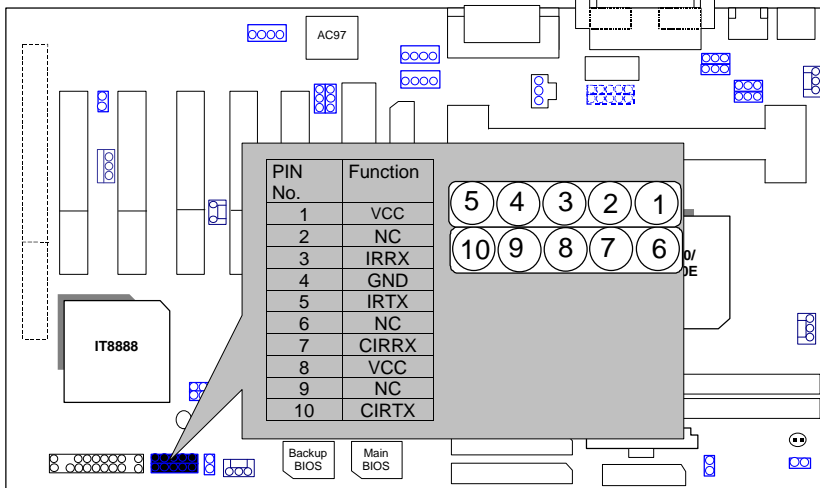 AC97
PIN No. Function
1 VCC
2 NC
3 IRRX
4 GND
5 IRTX
6 NC
7 CIRRX
8 VCC
9 NC
10 CIRTX
5 4 3 2 1
10 9 8 7 6
0/
0E
IT8888
Backup
BIOS
Main
BIOS